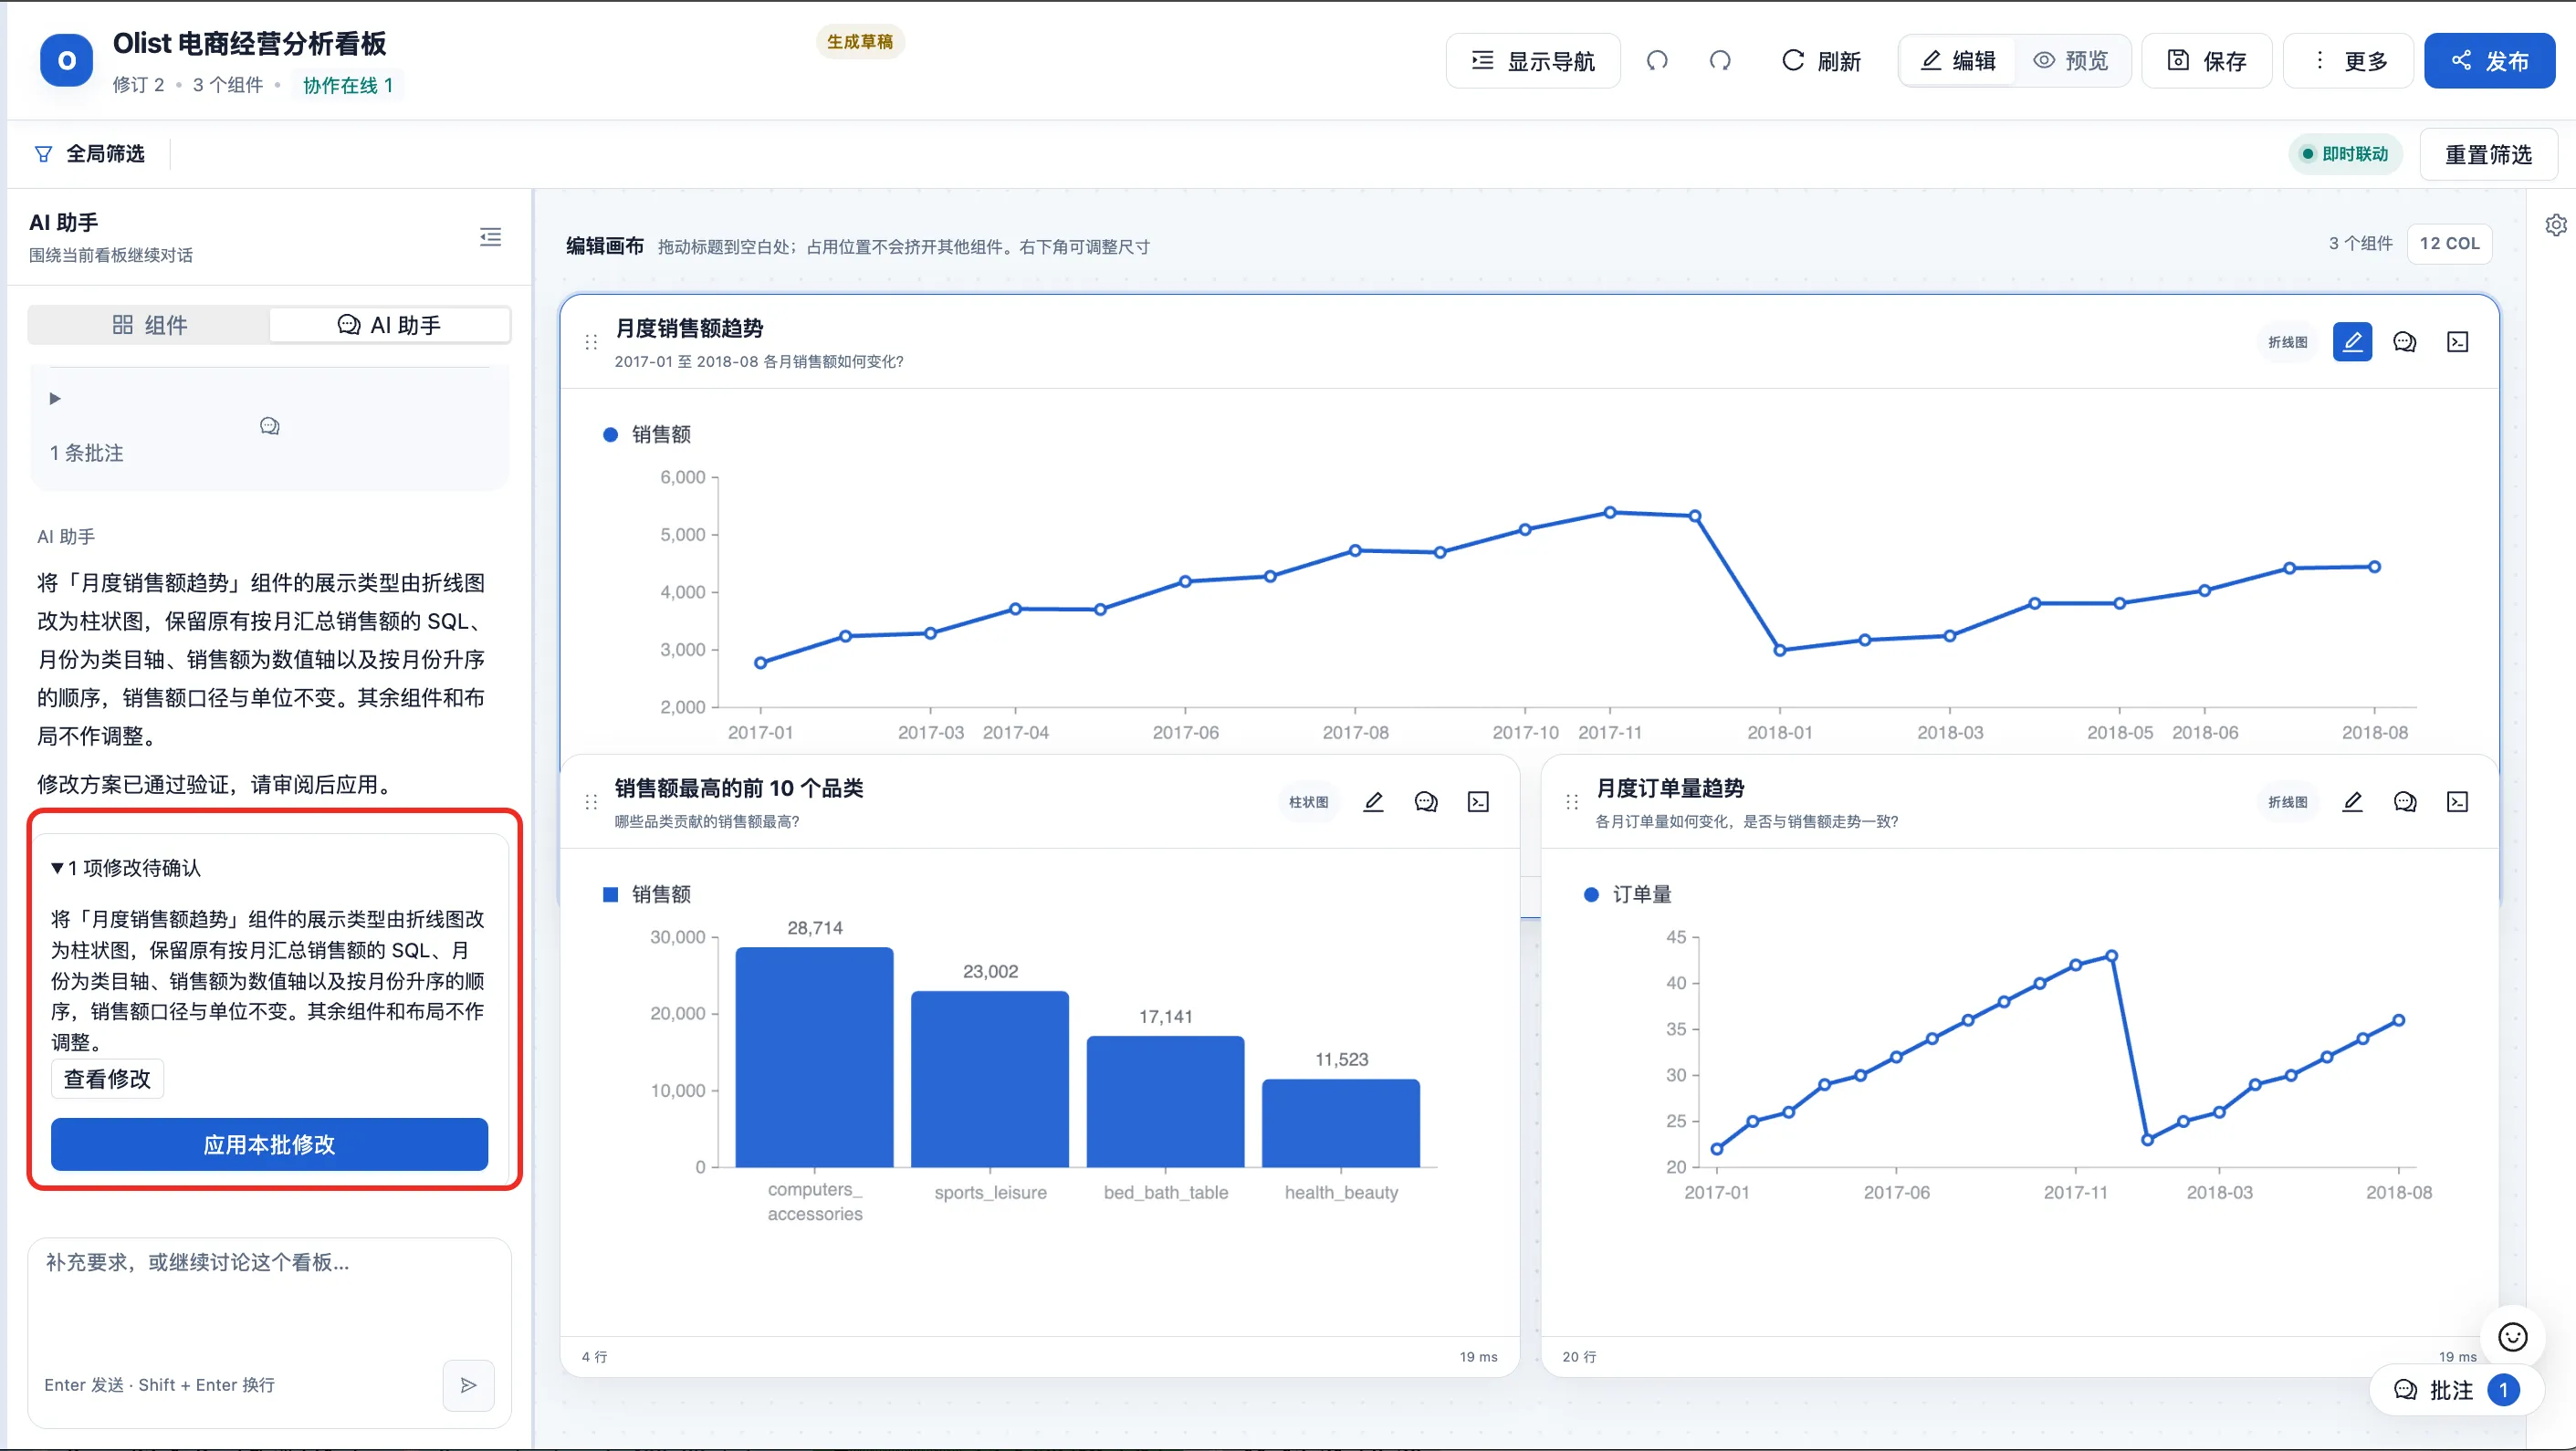 O
Olist 电商经营分析看板
修订 2 • 3 个组件 • 协作在线 1
生成草稿
显示导航
刷新
编辑
预览
保存
更多
发布
全局筛选
即时联动
重置筛选
AI 助手
围绕当前看板继续对话
组件
AI 助手
1 条批注
AI 助手
将「月度销售额趋势」组件的展示类型由折线图
改为柱状图，保留原有按月汇总销售额的 SQL、
月份为类目轴、销售额为数值轴以及按月份升序
的顺序，销售额口径与单位不变。其余组件和布
局不作调整。
修改方案已通过验证，请审阅后应用。
▼1 项修改待确认
将「月度销售额趋势」组件的展示类型由折线图改
为柱状图，保留原有按月汇总销售额的 SQL、月
份为类目轴、销售额为数值轴以及按月份升序的顺
序，销售额口径与单位不变。其余组件和布局不作
调整。
查看修改
应用本批修改
补充要求，或继续讨论这个看板...
Enter 发送 · Shift + Enter 换行
编辑画布 拖动标题到空白处；占用位置不会挤开其他组件。右下角可调整尺寸
3 个组件
12 COL
月度销售额趋势
2017-01 至 2018-08 各月销售额如何变化?
折线图
销售额
6,000
5,000
4,000
3,000
2,000
2017-01 2017-03 2017-04 2017-06 2017-08 2017-10 2017-11 2018-01 2018-03 2018-05 2018-06 2018-08
销售额最高的前 10 个品类
哪些品类贡献的销售额最高?
柱状图
销售额
30,000
20,000
10,000
0
28,714
23,002
17,141
11,523
computers_
accessories
sports_leisure
bed_bath_table
health_beauty
4 行
19 ms
月度订单量趋势
各月订单量如何变化，是否与销售额走势一致?
折线图
订单量
45
40
35
30
25
20
2017-01 2017-06 2017-11 2018-03 2018-08
20 行
19 ms
批注 1